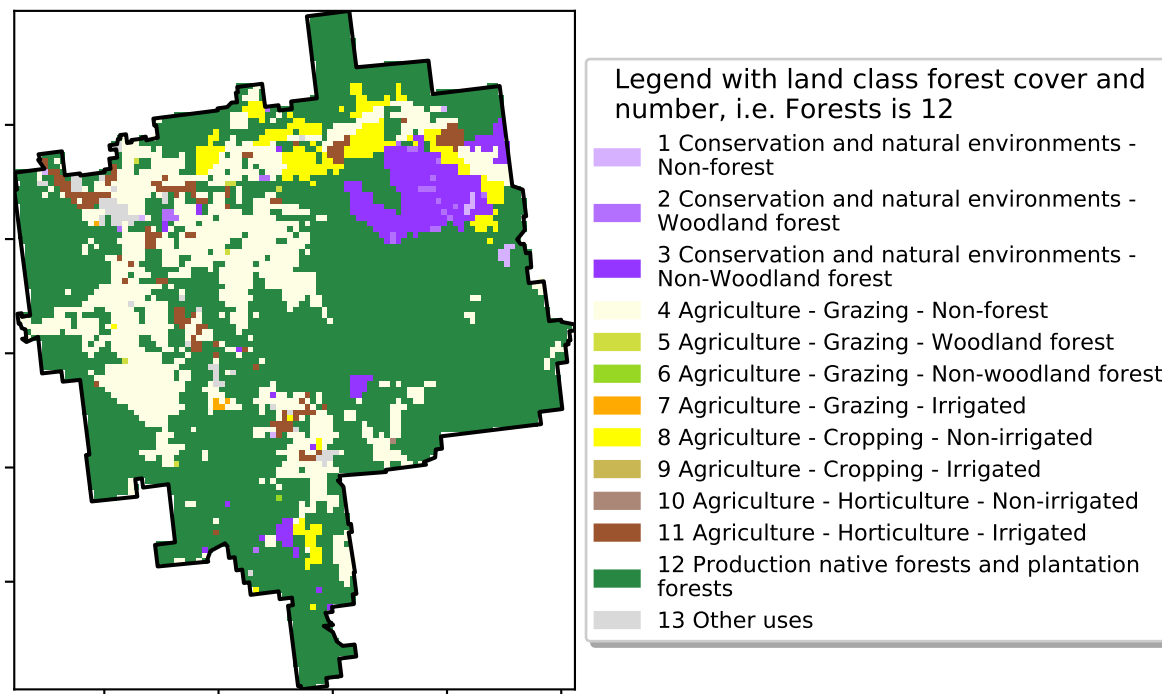 Legend with land class forest cover and
number, i.e. Forests is 12
1 Conservation and natural environments -
Non-forest
2 Conservation and natural environments -
Woodland forest
3 Conservation and natural environments -
Non-Woodland forest
4 Agriculture - Grazing - Non-forest
5 Agriculture - Grazing - Woodland forest
6 Agriculture - Grazing - Non-woodland forest
7 Agriculture - Grazing - Irrigated
8 Agriculture - Cropping - Non-irrigated
9 Agriculture - Cropping - Irrigated
10 Agriculture - Horticulture - Non-irrigated
11 Agriculture - Horticulture - Irrigated
12 Production native forests and plantation
forests
13 Other uses